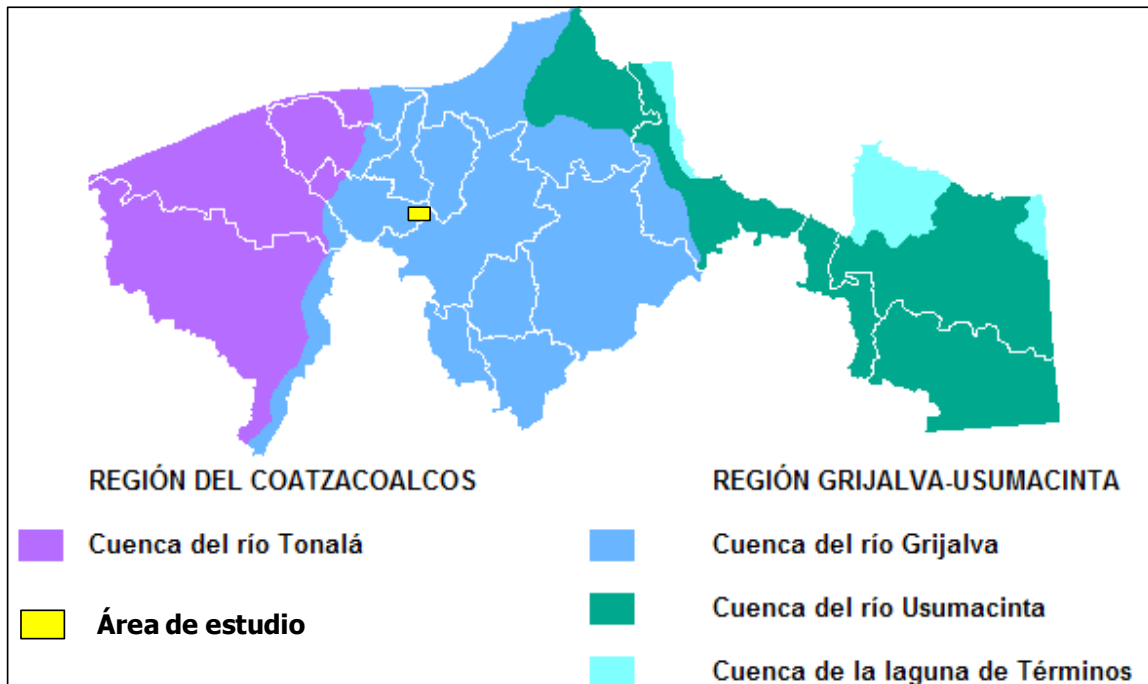 REGIÓN DEL COATZACOALCOS
Cuenca del río Tonalá
Área de estudio
REGIÓN GRIJALVA-USUMACINTA
Cuenca del río Grijalva
Cuenca del río Usumacinta
Cuenca de la laguna de Términos